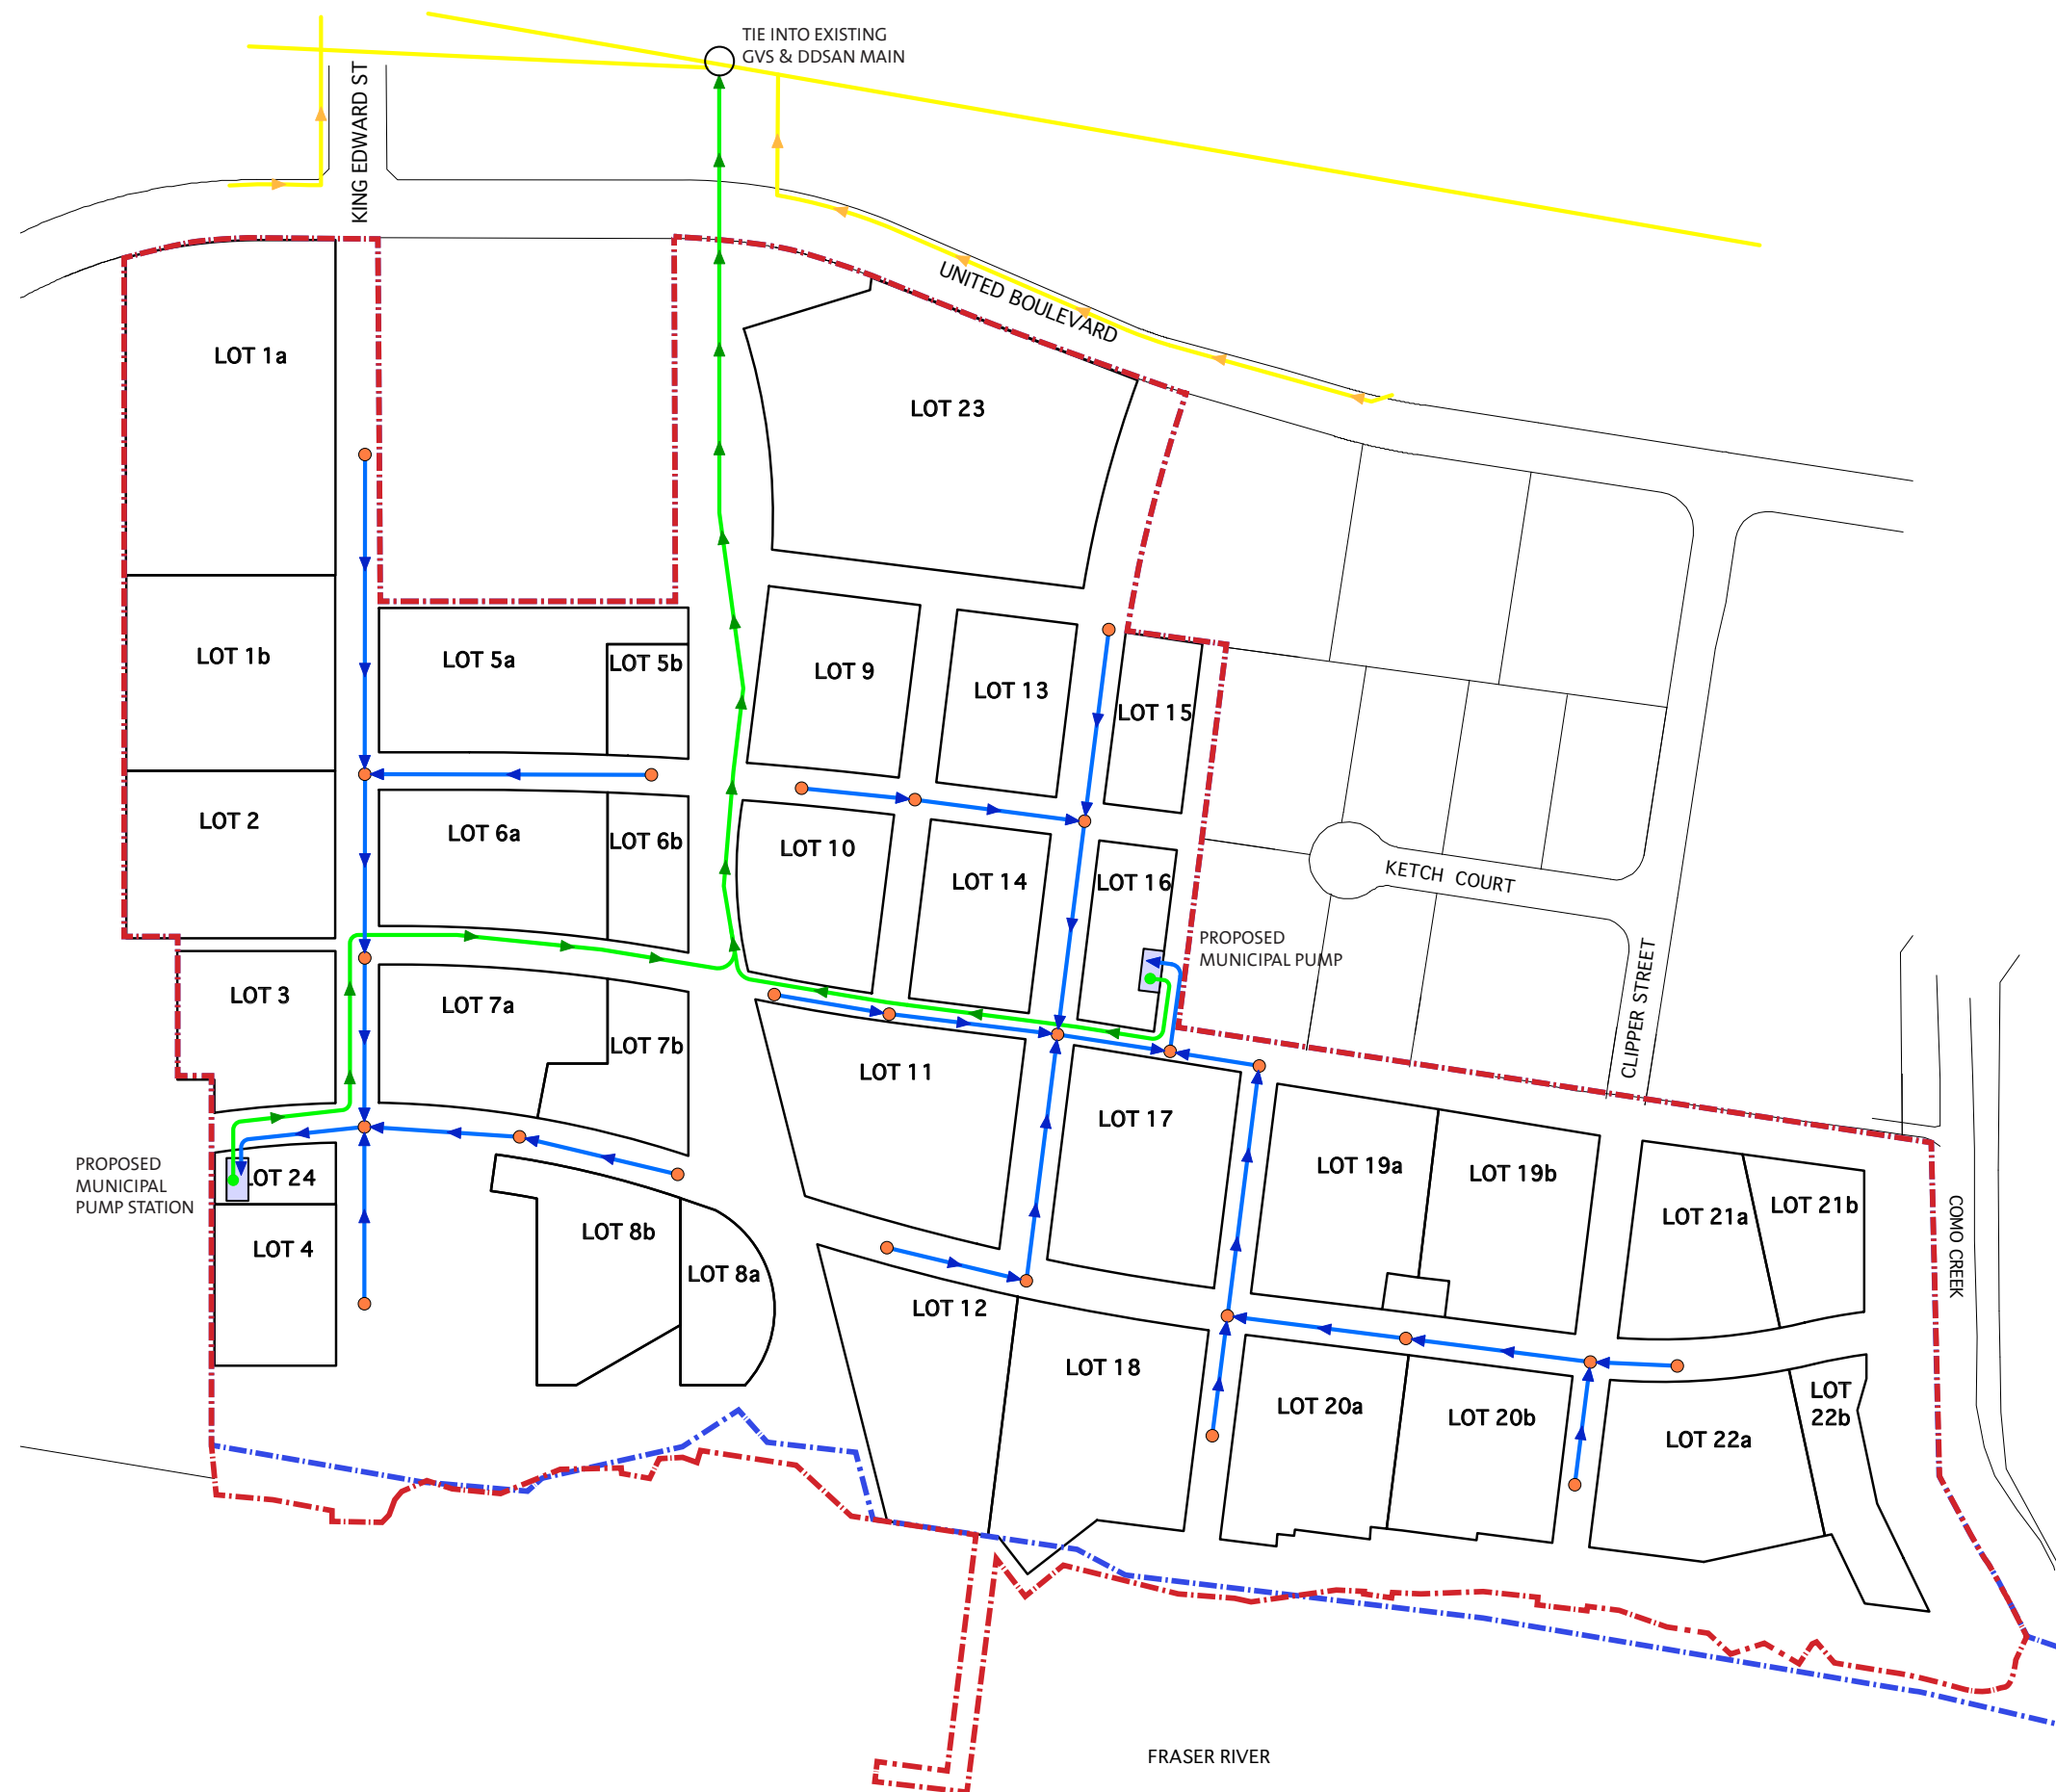 TIE INTO EXISTING
GVS & DDSAN MAIN
KING EDWARD ST
UNITED BOULEVARD
LOT 1a
LOT 23
LOT 1b
LOT 5a
LOT 5b
LOT 9
LOT 13
LOT 15
LOT 2
LOT 6a
LOT 6b
LOT 10
LOT 14
LOT 16
KETCH COURT
PROPOSED
MUNICIPAL PUMP
CLIPPER STREET
LOT 3
LOT 7a
LOT 7b
LOT 11
LOT 17
PROPOSED
MUNICIPAL
PUMP STATION
LOT 24
LOT 19a
LOT 19b
LOT 21a
LOT 21b
COMO CREEK
LOT 4
LOT 8b
LOT 8a
LOT 12
LOT 18
LOT 20a
LOT 20b
LOT 22a
LOT
22b
FRASER RIVER